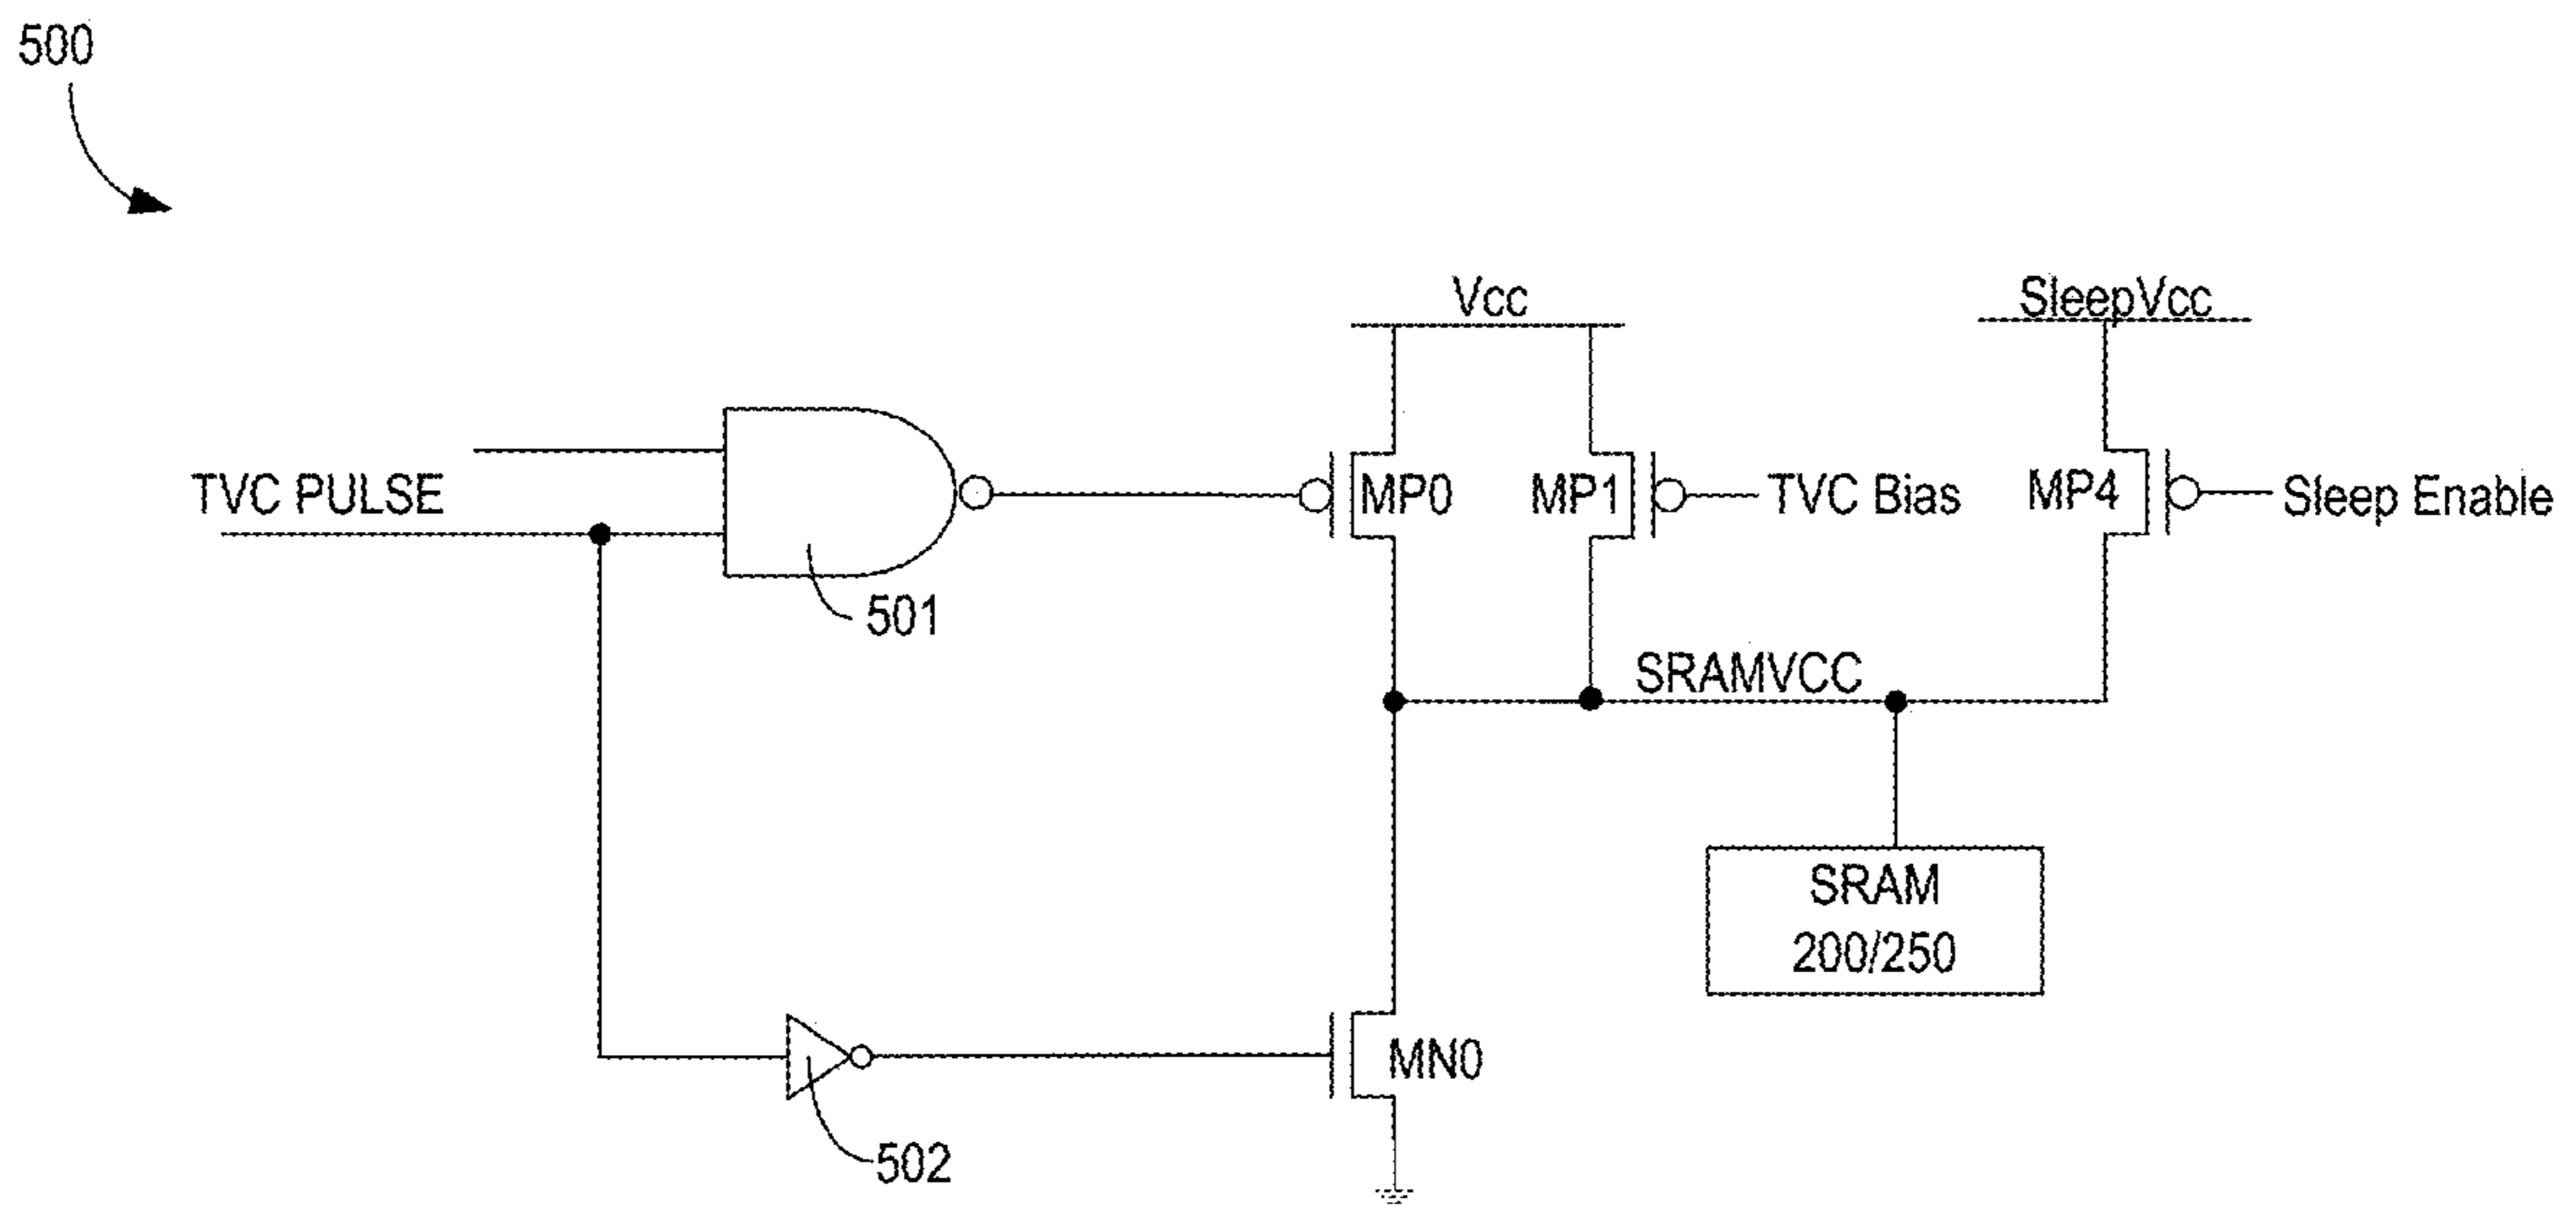 500
Vcc
SleepVcc
TVC PULSE
MP0
MP1
TVC Bias
MP4
Sleep Enable
501
SRAMVCC
SRAM
200/250
MN0
502